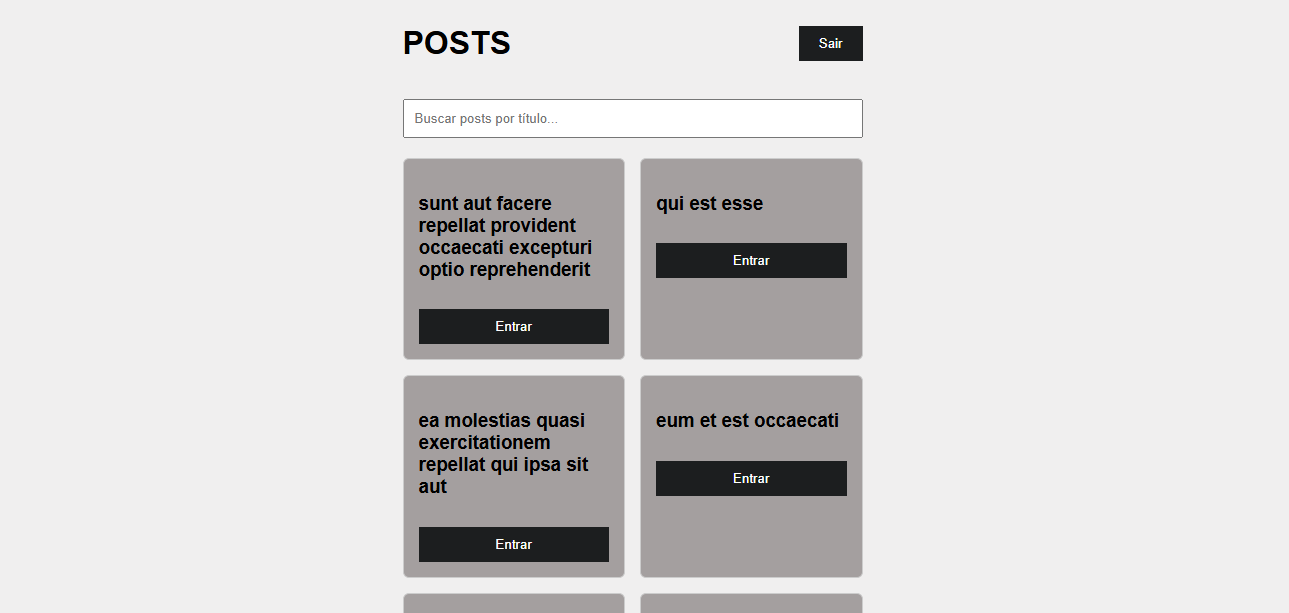 POSTS
Sair
Buscar posts por título...
sunt aut facere
repellat provident
occaecati excepturi
optio reprehenderit
Entrar
qui est esse
Entrar
ea molestias quasi
exercitationem
repellat qui ipsa sit
aut
Entrar
eum et est occaecati
Entrar